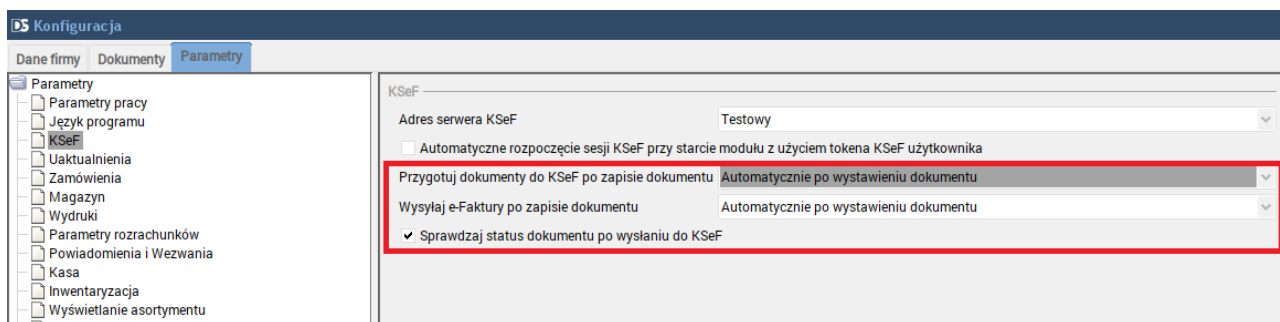 DS Konfiguracja
Dane firmy Dokumenty Parametry
Parametry
Parametry pracy
Język programu
KSeF
Uaktualnienia
Zamówienia
Magazyn
Wydruki
Parametry rozrachunków
Powiadomienia i Wezwania
Kasa
Inwentaryzacja
Wyświetlanie asortymentu
KSeF
Adres serwera KSeF Testowy
Automatyczne rozpoczęcie sesji KSeF przy starcie modułu z użyciem tokena KSeF użytkownika
Przygotuj dokumenty do KSeF po zapisie dokumentu Automatycznie po wystawieniu dokumentu
Wysyłaj e-Faktury po zapisie dokumentu Automatycznie po wystawieniu dokumentu
Sprawdzaj status dokumentu po wysłaniu do KSeF